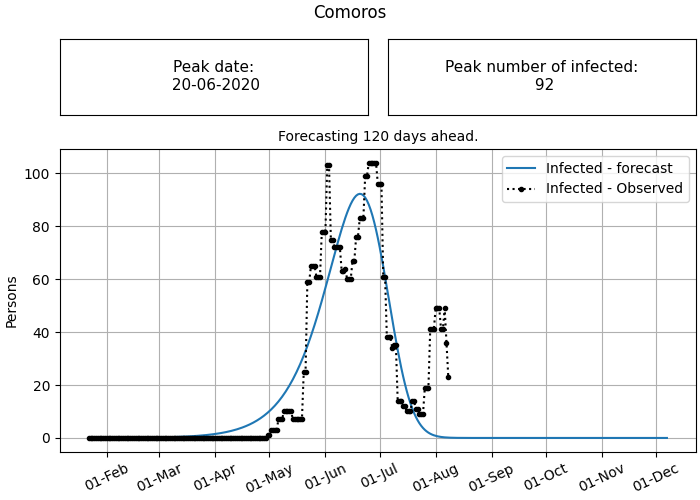 Comoros
Peak date:
20-06-2020
Peak number of infected:
92
Forecasting 120 days ahead.
Infected - forecast
Infected - Observed
Persons
100
80
60
40
20
0
01-Feb
01-Mar
01-Apr
01-May
01-Jun
01-Jul
01-Aug
01-Sep
01-Oct
01-Nov
01-Dec